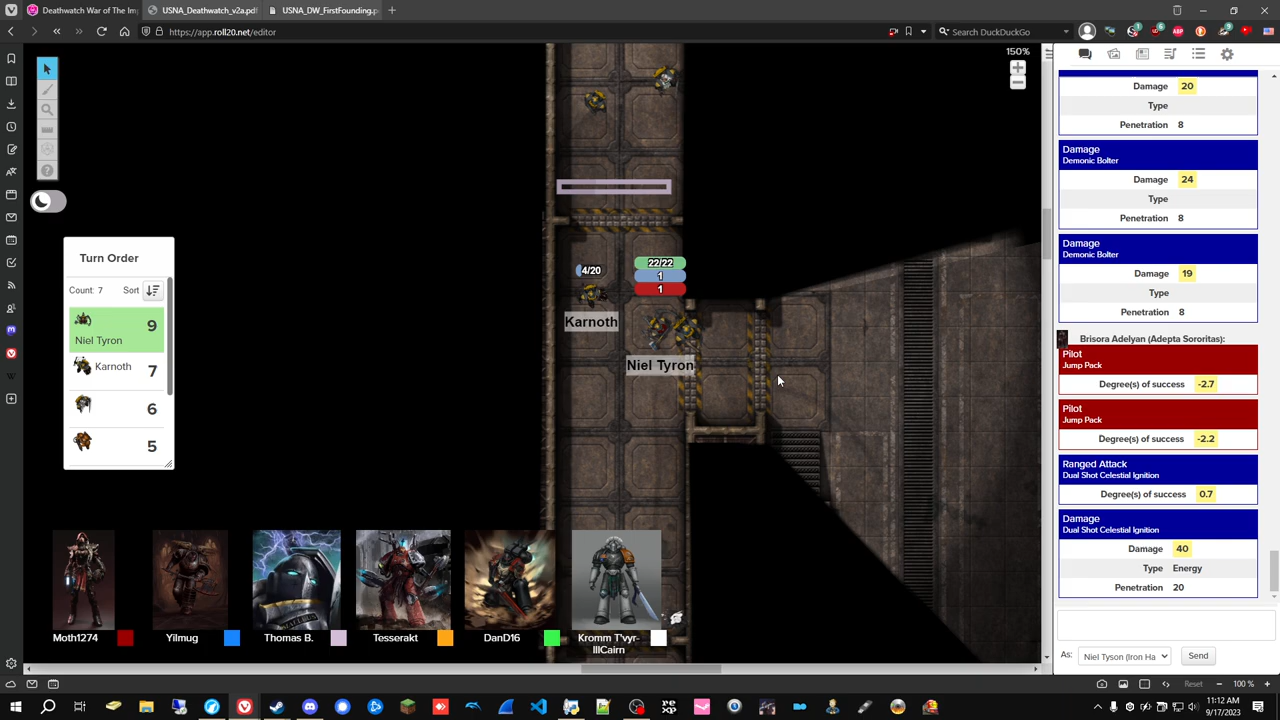 Deathwatch War of The Im
USNA_Deathwatch_v2a.pdf
USNA_DW_FirstFounding.p
https://app.roll20.net/editor
Search DuckDuckGo
150%
Turn Order
Count: 7 Sort
9
Niel Tyron
Karnoth 7
6
5
22/22
4/20
1
1
Karnoth
Niel Tyron
Moth1274
Yilmug
Thomas B.
Tesserakt
DanD16
Kromm T'vyr-
IllCairn
Damage 20
Type
Penetration 8
Damage
Demonic Bolter
Damage 24
Type
Penetration 8
Damage
Demonic Bolter
Damage 19
Type
Penetration 8
Brisora Adelyan (Adepta Sororitas):
Pilot
Jump Pack
Degree(s) of success -2.7
Pilot
Jump Pack
Degree(s) of success -2.2
Ranged Attack
Dual Shot Celestial Ignition
Degree(s) of success 0.7
Damage
Dual Shot Celestial Ignition
Damage 40
Type Energy
Penetration 20
As: Niel Tyson (Iron Ha
Send
Reset
100 %
11:12 AM
9/17/2023